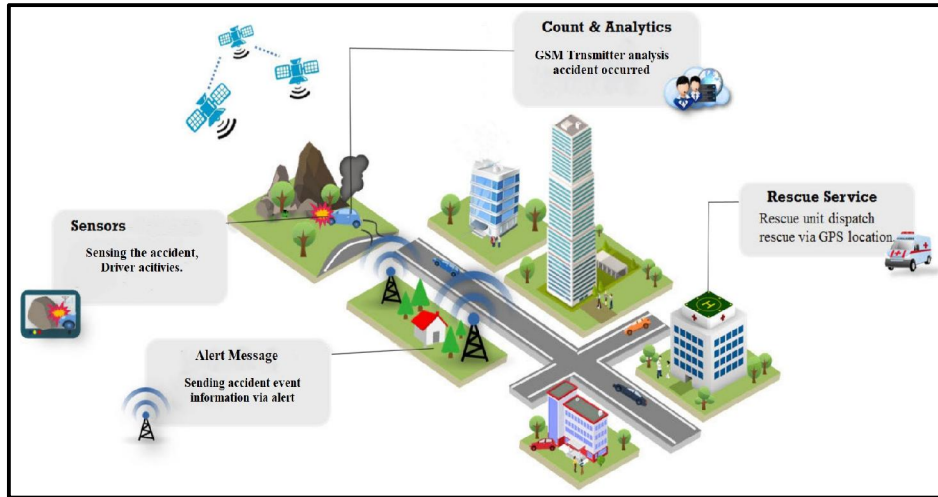 Count & Analytics
GSM Trnsmitter analysis
accident occurred
Rescue Service
Rescue unit dispatch
rescue via GPS location.
Sensors
Sensing the accident,
Driver acitivies.
Alert Message
Sending accident event
information via alert
H